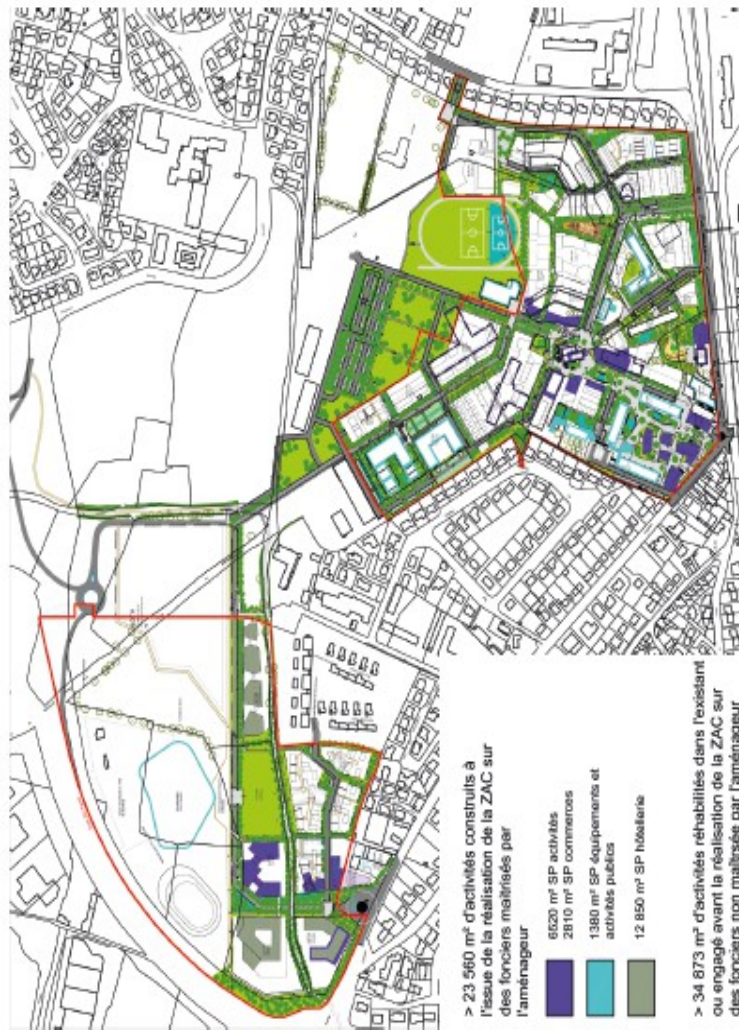 > 23 560 m² d'activités construits à
l'issue de la réalisation de la ZAC sur
des fonciers maîtrisés par
l'aménageur
6520 m² SP activités
2810 m² SP commerces
1380 m² SP équipements et
activités publics
12 850 m² SP hôtellerie
> 34 873 m² d'activités réhabilités dans l'existant
ou engagé avant la réalisation de la ZAC sur
des fonciers non maîtrisée par l'aménageur